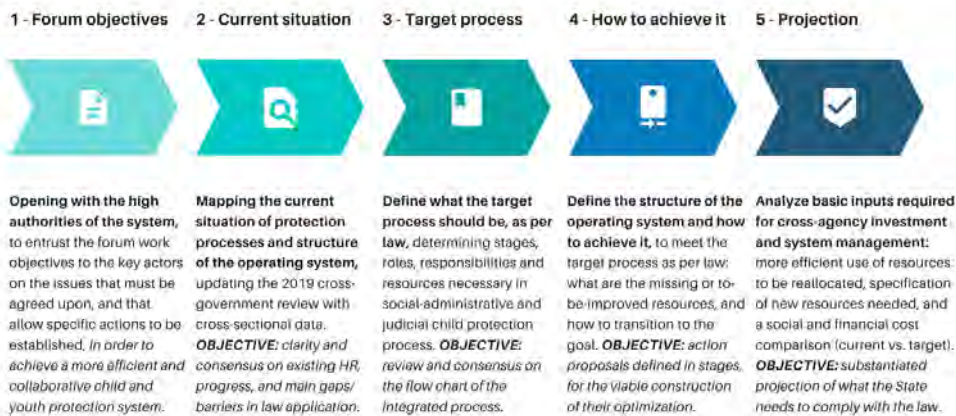 1 - Forum objectives
2 - Current situation
3 - Target process
4 - How to achieve it
5 - Projection
Opening with the high
authorities of the system,
to entrust the forum work
objectives to the key actors
on the issues that must be
agreed upon, and that
allow specific actions to be
established, in order to
achieve a more efficient and
collaborative child and
youth protection system.
Mapping the current
situation of protection
processes and structure
of the operating system,
updating the 2019 cross-
government review with
cross-sectional data.
OBJECTIVE: clarity and
consensus on existing HR,
progress, and main gaps/
barriers in law application.
Define what the target
process should be, as per
law, determining stages,
roles, responsibilities and
resources necessary in
social-administrative and
judicial child protection
process. OBJECTIVE:
review and consensus on
the flow chart of the
integrated process.
Define the structure of the
operating system and how
to achieve it, to meet the
target process as per law:
what are the missing or to-
be-improved resources, and
how to transition to the
goal. OBJECTIVE: action
proposals defined in stages,
for the viable construction
of their optimization.
Analyze basic inputs required
for cross-agency investment
and system management:
more efficient use of resources
to be reallocated, specification
of new resources needed, and
a social and financial cost
comparison (current vs. target).
OBJECTIVE: substantiated
projection of what the State
needs to comply with the law.